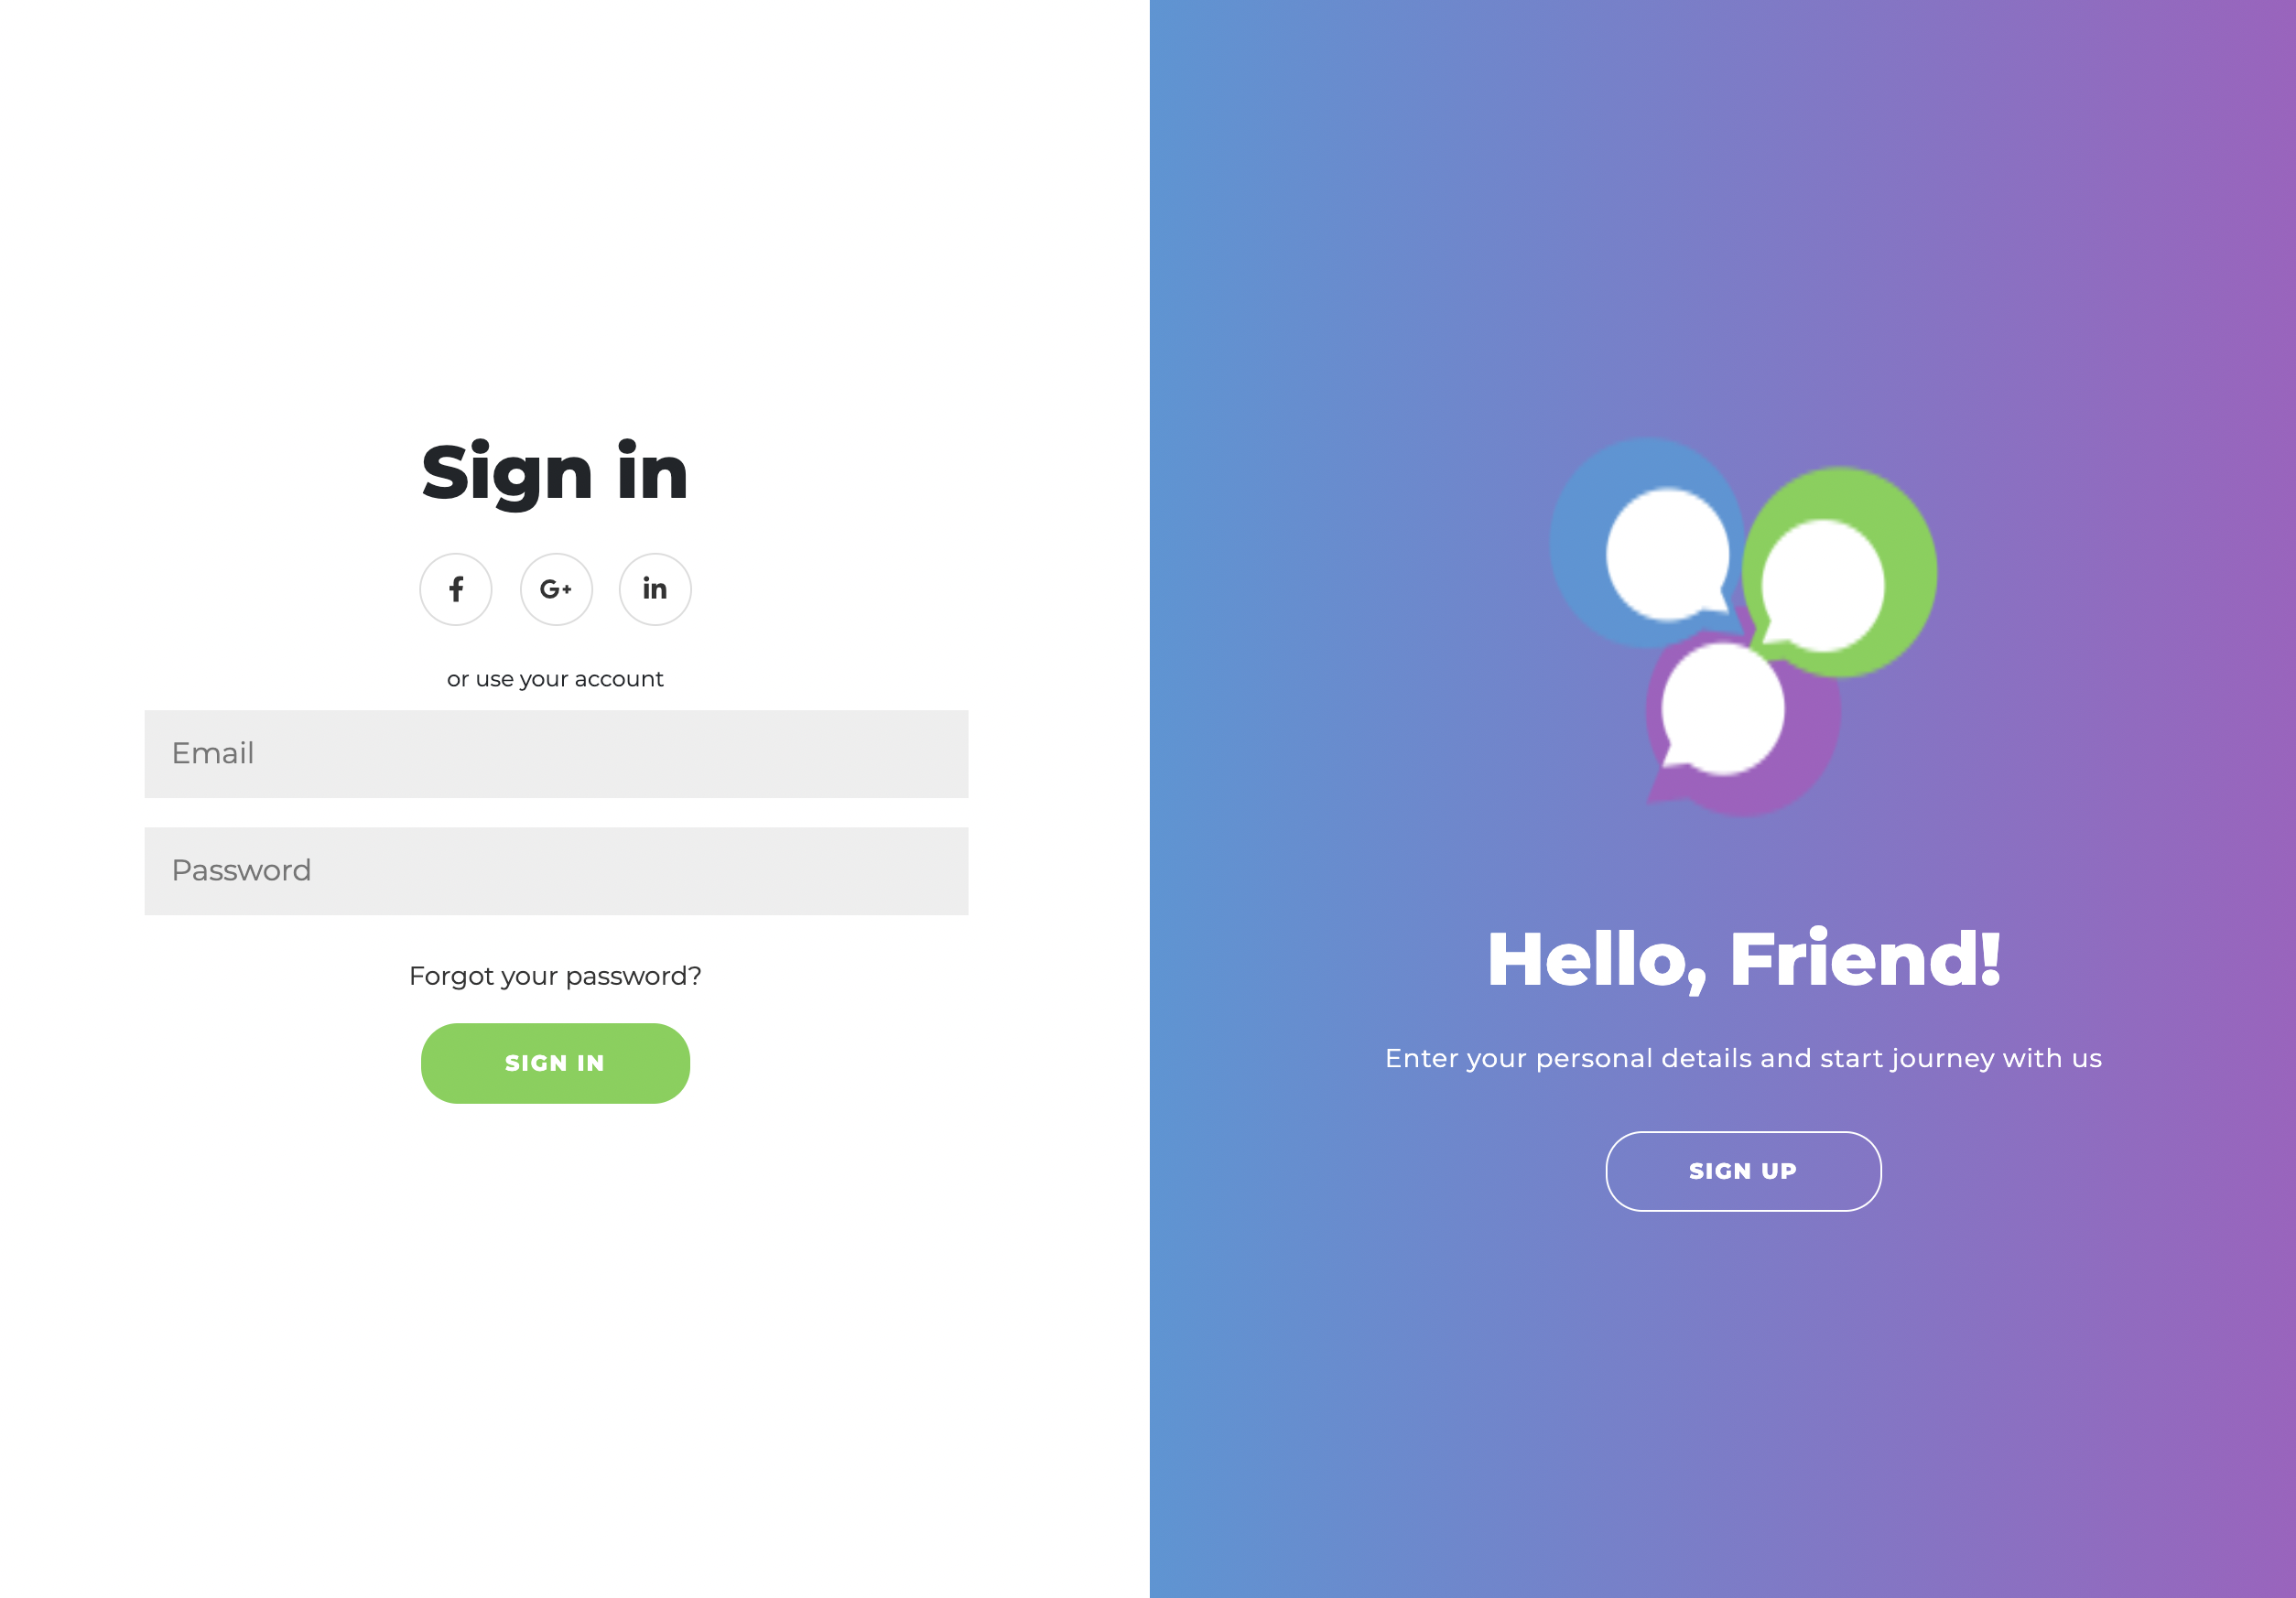 Sign in
f
G+
in
or use your account
Email
Password
Forgot your password?
SIGN IN
Hello, Friend!
Enter your personal details and start journey with us
SIGN UP